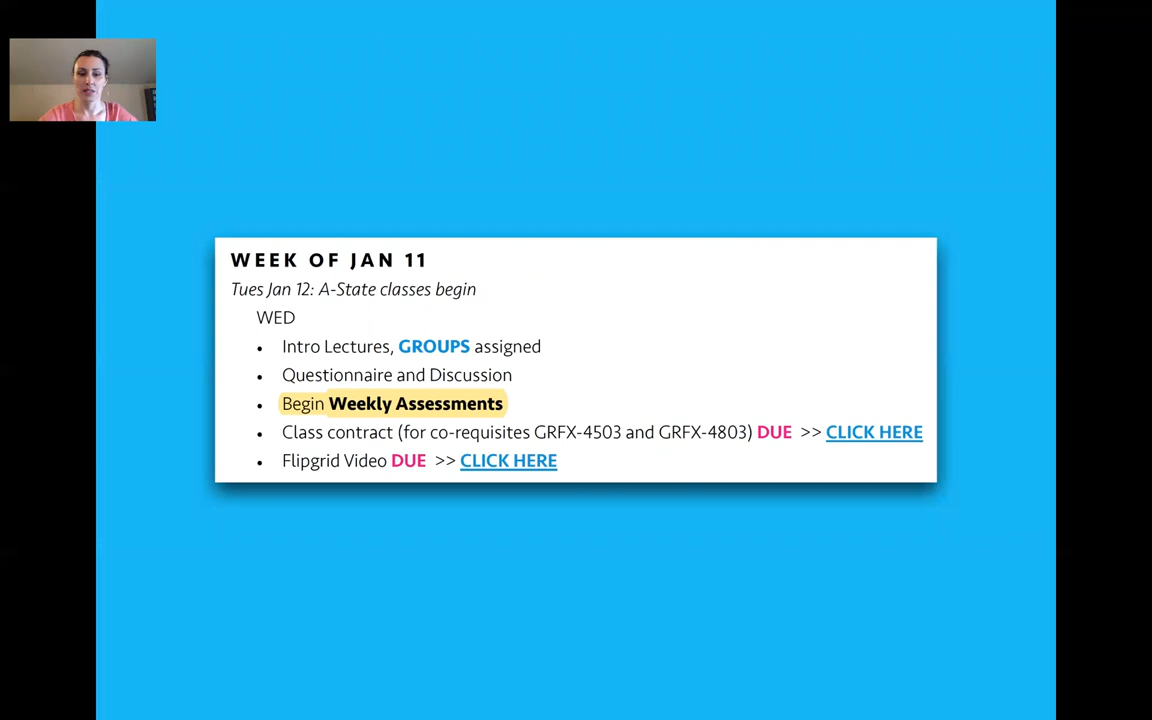 WEEK OF JAN 11
Tues Jan 12: A-State classes begin
WED
• Intro Lectures, GROUPS assigned
• Questionnaire and Discussion
• Begin Weekly Assessments
• Class contract (for co-requisites GRFX-4503 and GRFX-4803) DUE >> CLICK HERE
• Flipgrid Video DUE >> CLICK HERE